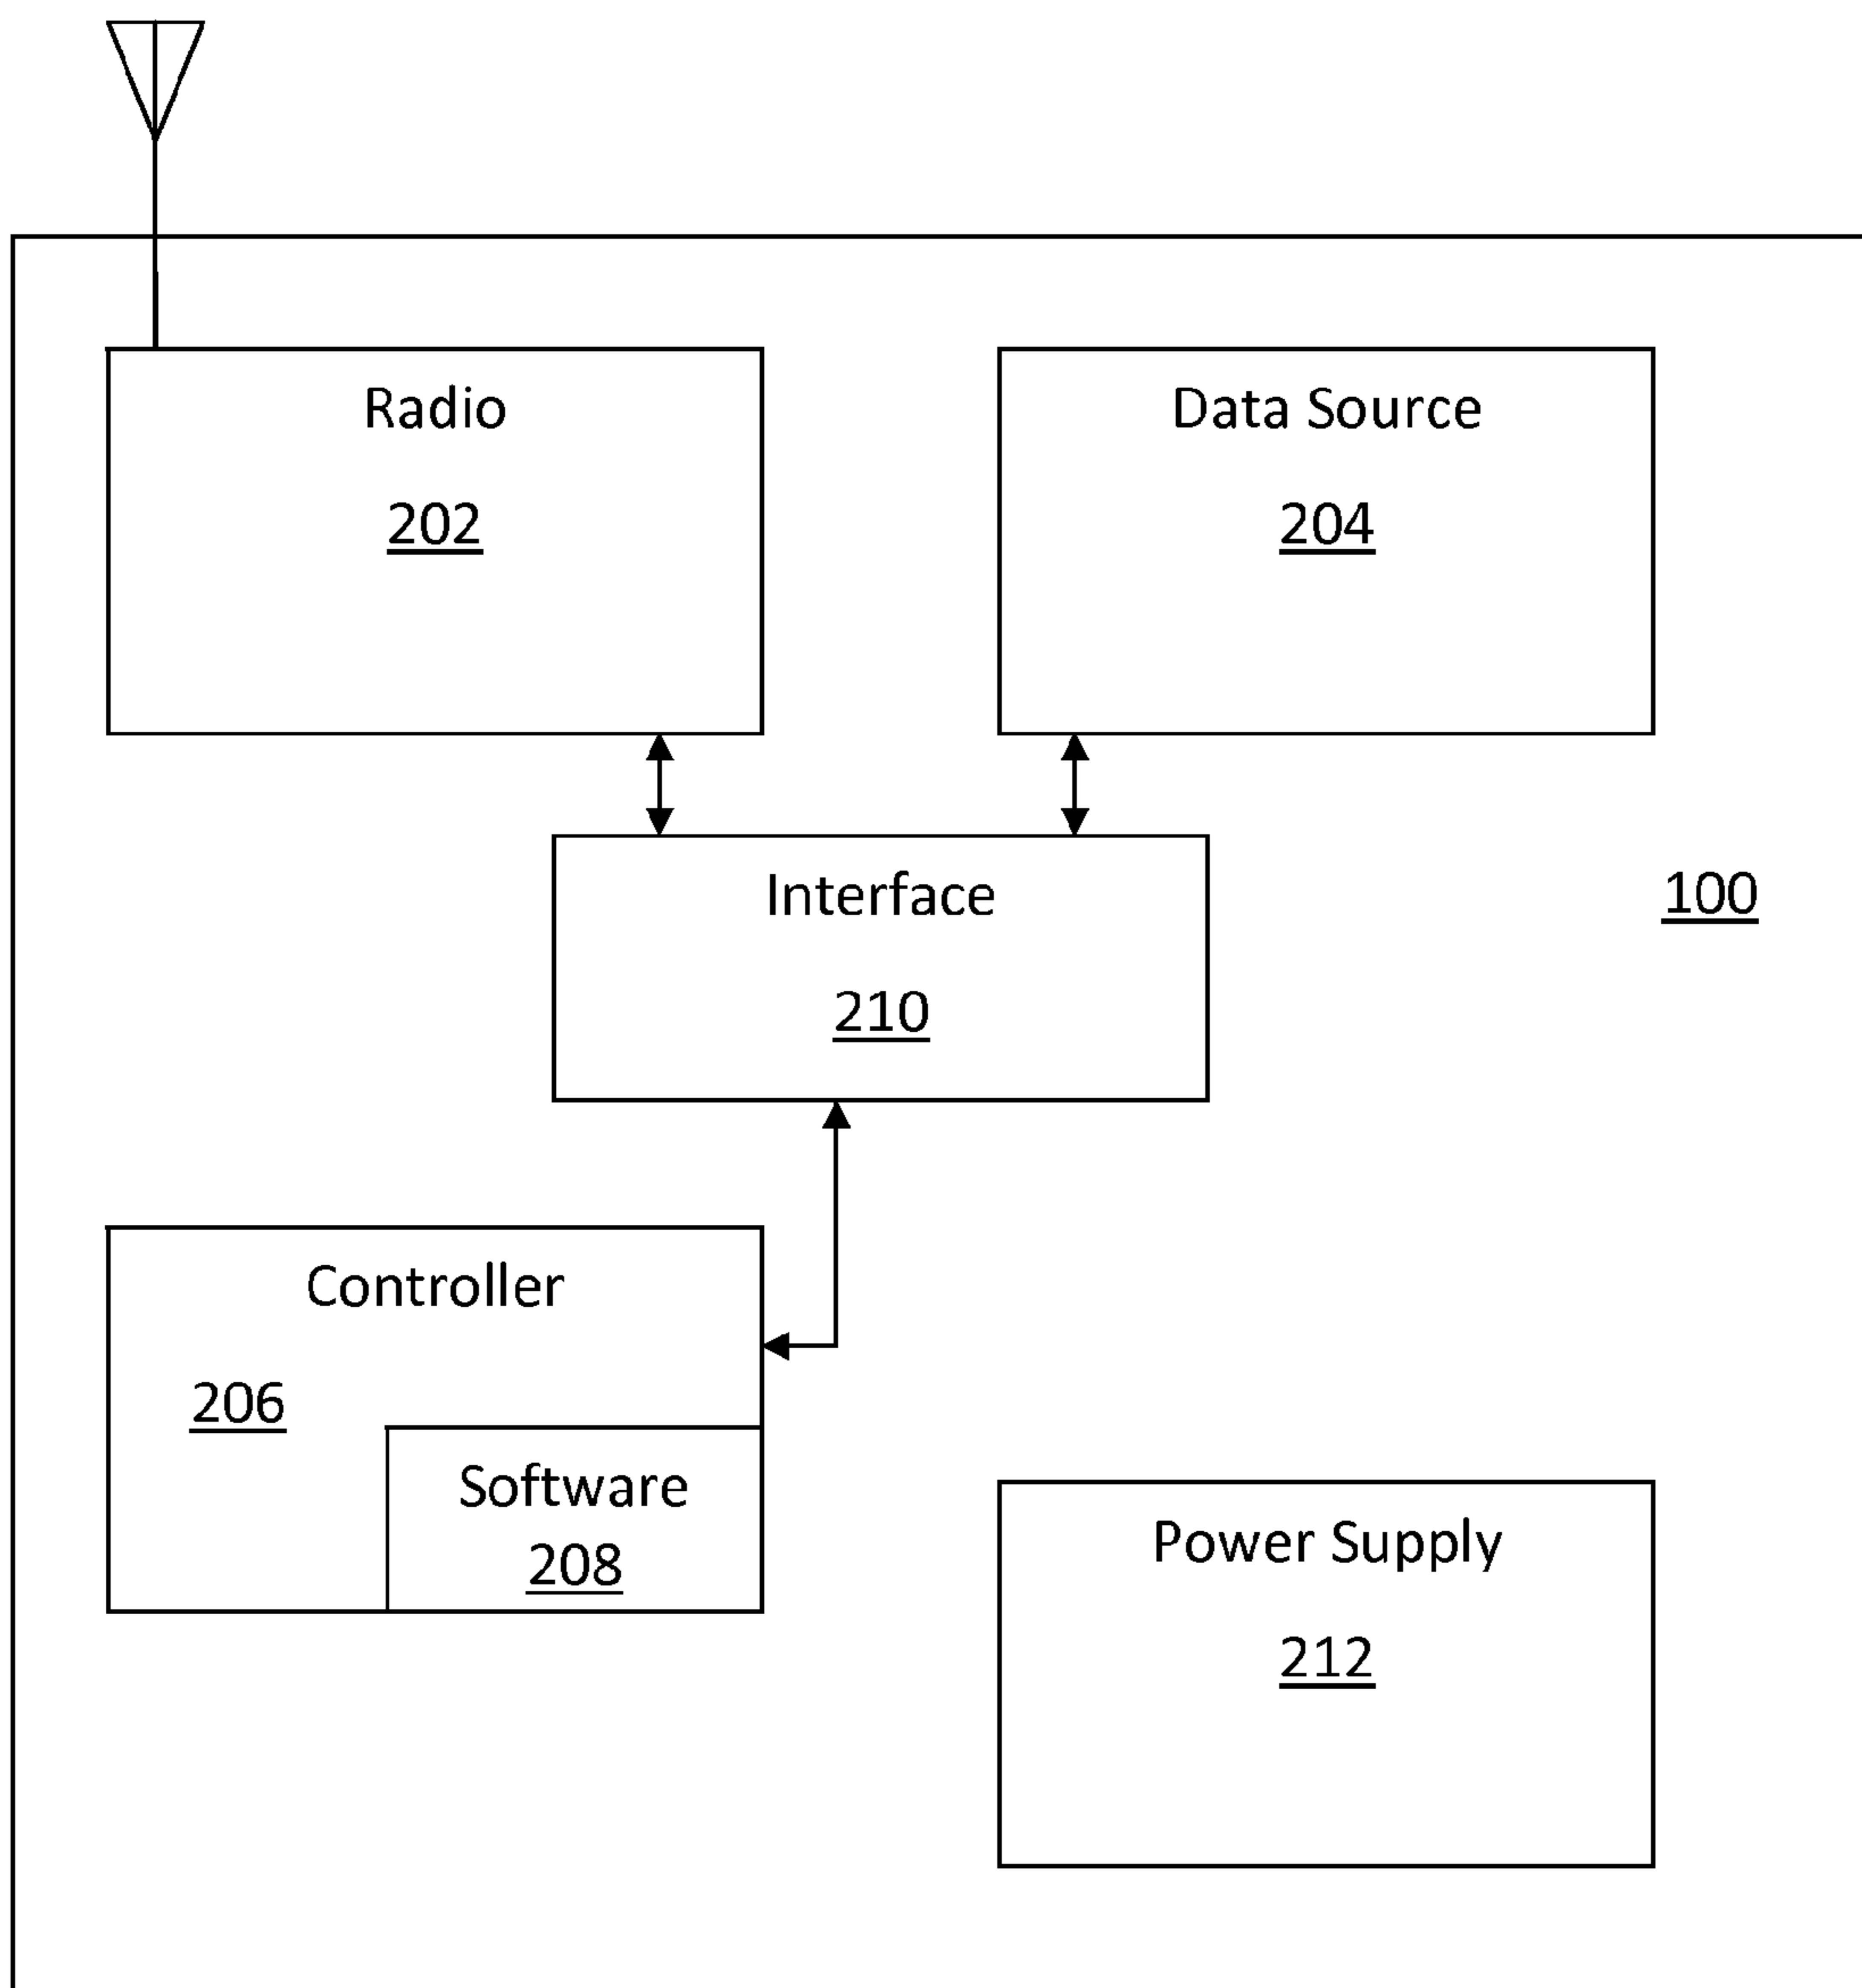 Radio
202
Data Source
204
Interface
210
100
Controller
206
Software
208
Power Supply
212